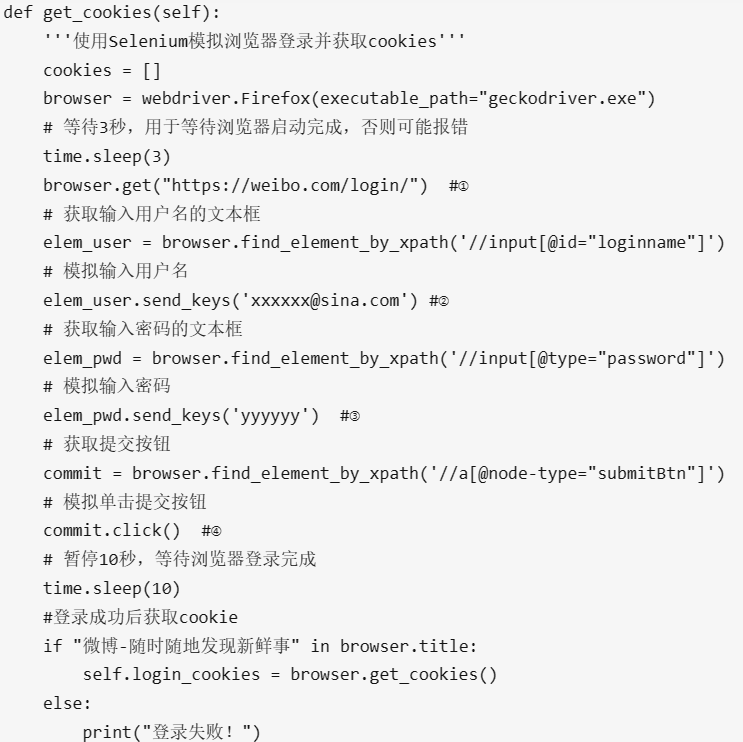 def get_cookies(self):
    '''使用Selenium模拟浏览器登录并获取cookies'''
    cookies = []
    browser = webdriver.Firefox(executable_path="geckodriver.exe")
    # 等待3秒，用于等待浏览器启动完成，否则可能报错
    time.sleep(3)
    browser.get("https://weibo.com/login/")  #①
    # 获取输入用户名的文本框
    elem_user = browser.find_element_by_xpath('//input[@id="loginname"]')
    # 模拟输入用户名
    elem_user.send_keys('xxxxxx@sina.com') #②
    # 获取输入密码的文本框
    elem_pwd = browser.find_element_by_xpath('//input[@type="password"]')
    # 模拟输入密码
    elem_pwd.send_keys('yyyyyy')  #③
    # 获取提交按钮
    commit = browser.find_element_by_xpath('//a[@node-type="submitBtn"]')
    # 模拟单击提交按钮
    commit.click()  #④
    # 暂停10秒，等待浏览器登录完成
    time.sleep(10)
    #登录成功后获取cookie
    if "微博-随时随地发现新鲜事" in browser.title:
        self.login_cookies = browser.get_cookies()
    else:
        print("登录失败！")